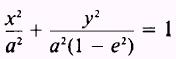 x²/a² + y²/(a²(1 − e²)) = 1